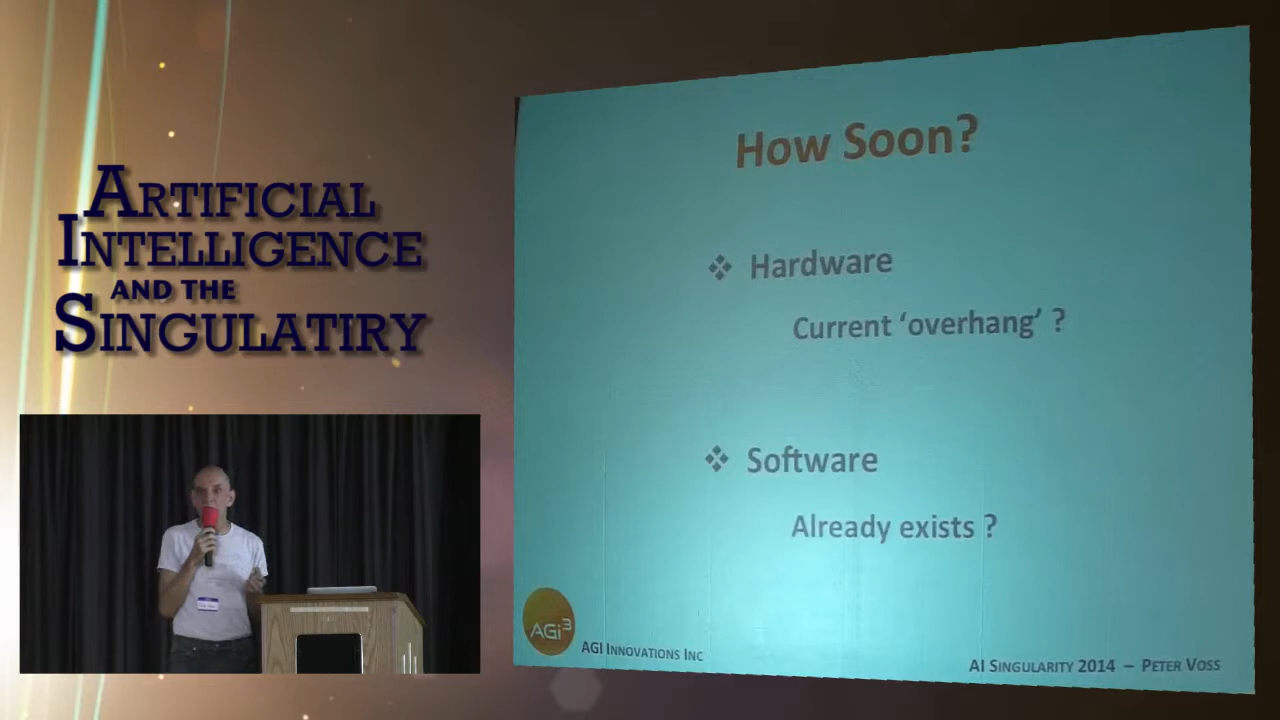 ARTIFICIAL
INTELLIGENCE
AND THE
SINGULATIRY
How Soon?
❖ Hardware
Current ‘overhang’ ?
❖ Software
Already exists ?
AGi³
AGI INNOVATIONS INC
AI SINGULARITY 2014 – PETER VOSS